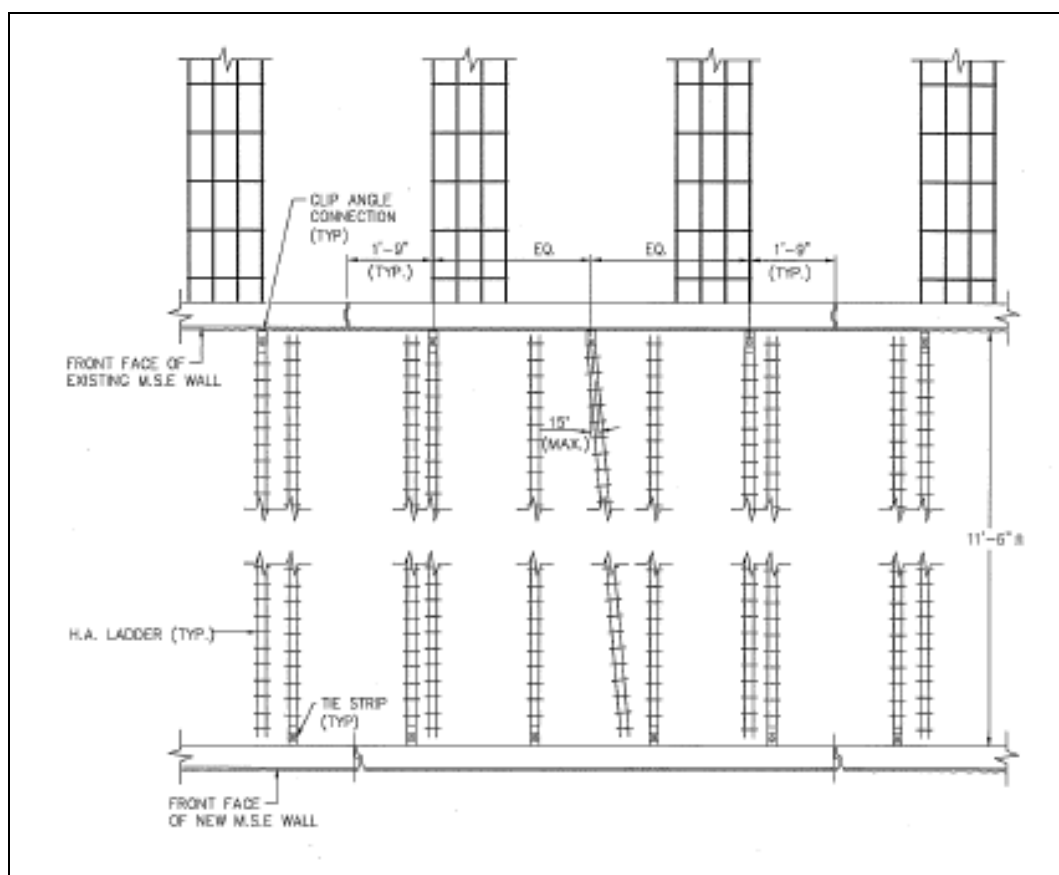 CLIP ANGLE
CONNECTION
(TYP)
1'-9"
(TYP.)
EQ.
EQ.
1'-9"
(TYP.)
FRONT FACE OF
EXISTING M.S.E WALL
15°
(MAX.)
11'-6"
H.A. LADDER (TYP.)
TIE STRIP
(TYP)
FRONT FACE
OF NEW M.S.E WALL